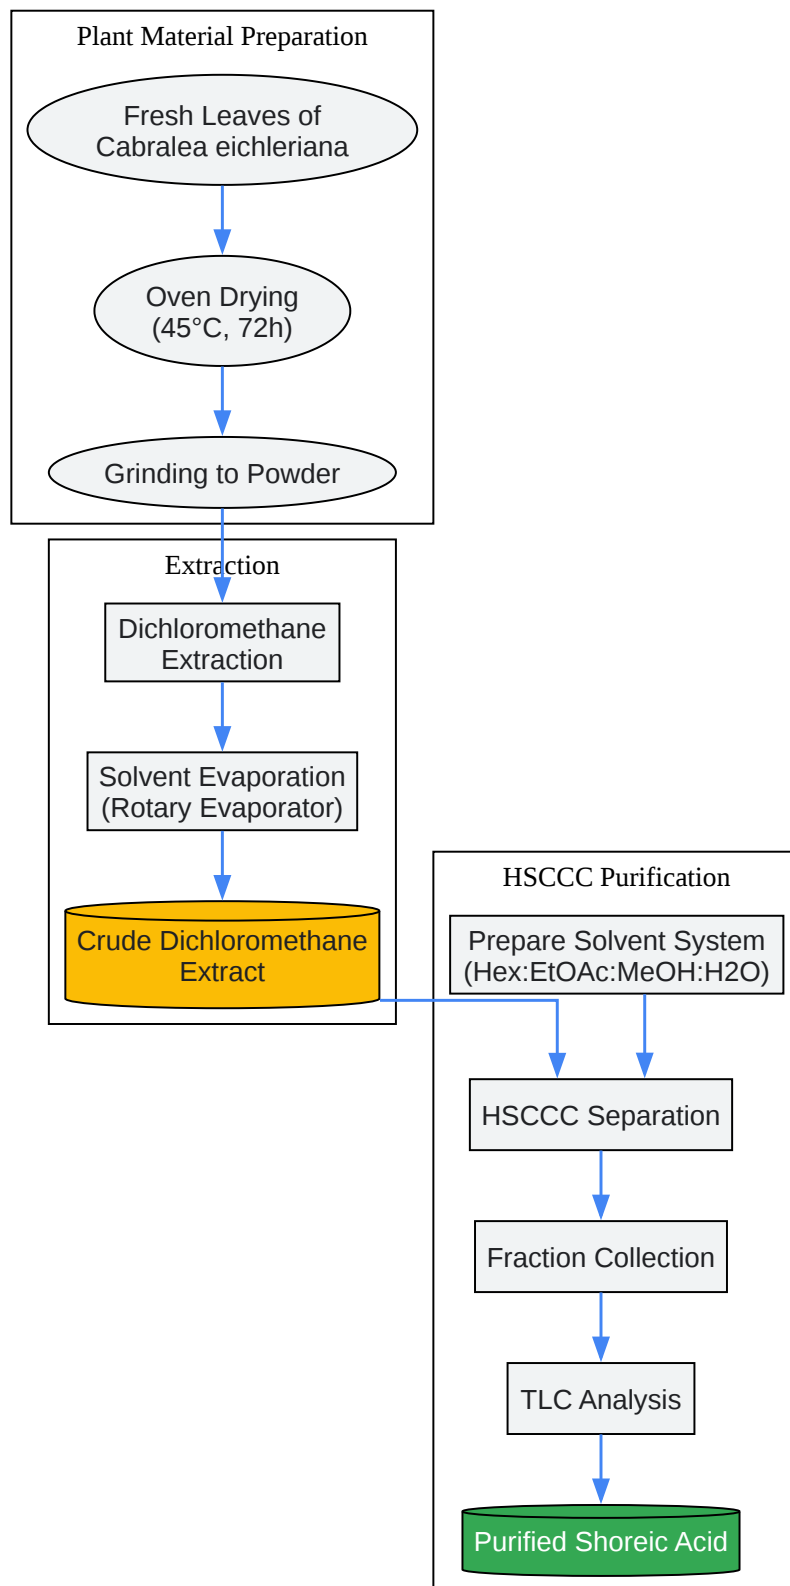 Plant Material Preparation
Fresh Leaves of
Cabralea eichleriana
Oven Drying
(45°C, 72h)
Grinding to Powder
Extraction
Dichloromethane
Extraction
Solvent Evaporation
(Rotary Evaporator)
Crude Dichloromethane
Extract
HSCCC Purification
Prepare Solvent System
(Hex:EtOAc:MeOH:H2O)
HSCCC Separation
Fraction Collection
TLC Analysis
Purified Shoreic Acid